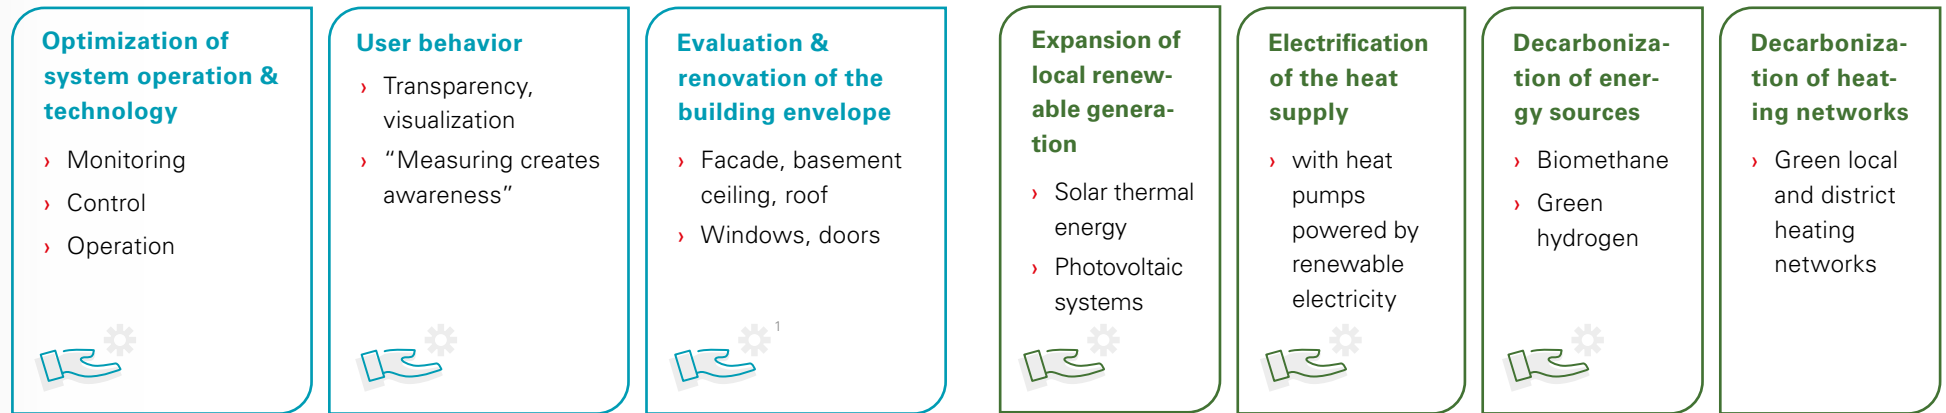 Optimization of
system operation &
technology
› Monitoring
› Control
› Operation
User behavior
› Transparency,
visualization
› “Measuring creates
awareness”
Evaluation &
renovation of the
building envelope
› Facade, basement
ceiling, roof
› Windows, doors
1
Expansion of
local renew-
able genera-
tion
› Solar thermal
energy
› Photovoltaic
systems
Electrification
of the heat
supply
› with heat
pumps
powered by
renewable
electricity
Decarboniza-
tion of ener-
gy sources
› Biomethane
› Green
hydrogen
Decarboniza-
tion of heat-
ing networks
› Green local
and district
heating
networks